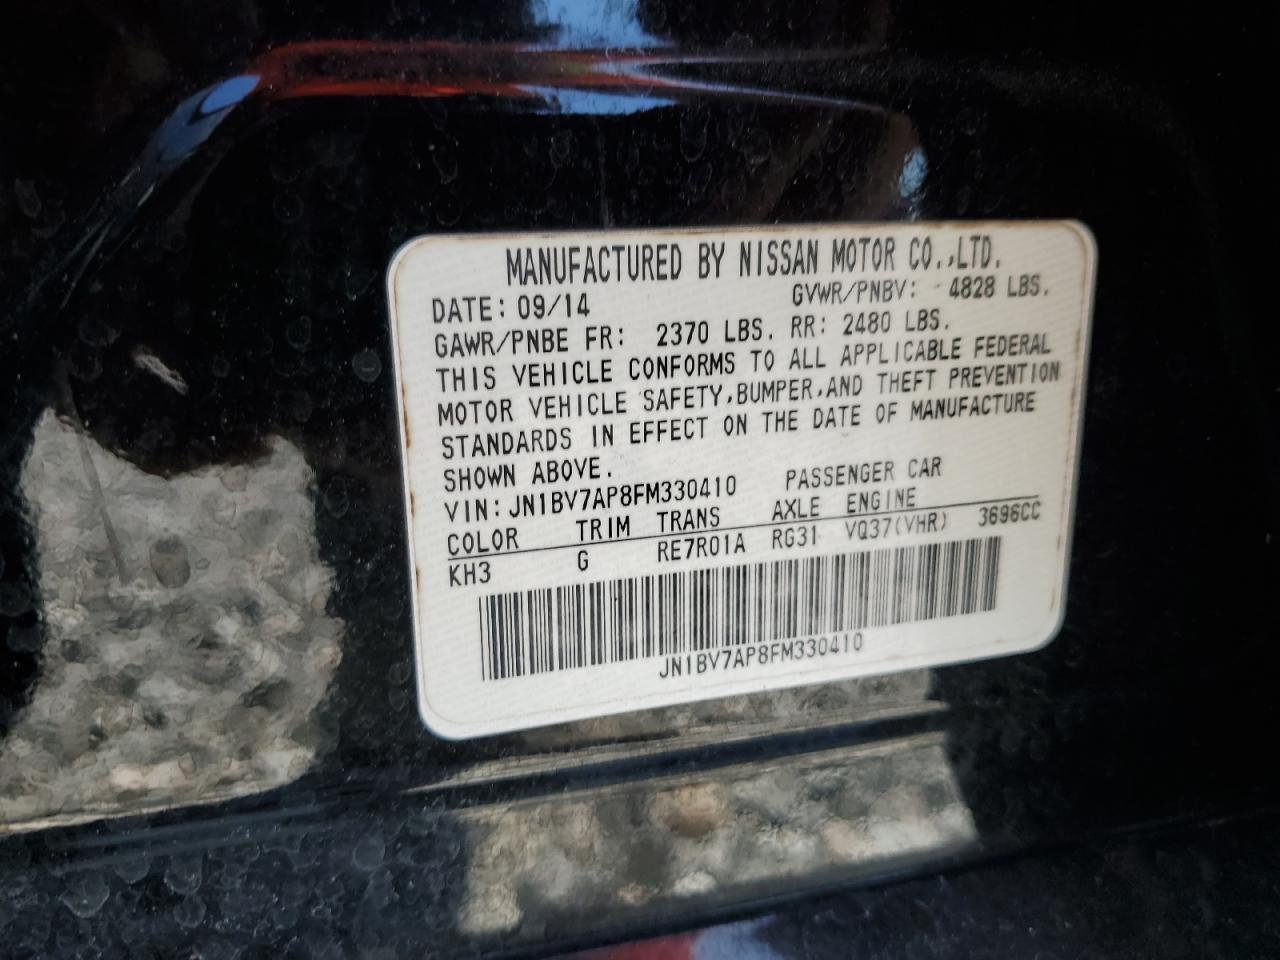 MANUFACTURED BY NISSAN MOTOR CO.,LTD.
DATE: 09/14 GVWR/PNBV: 4828 LBS.
GAWR/PNBE FR: 2370 LBS. RR: 2480 LBS.
THIS VEHICLE CONFORMS TO ALL APPLICABLE FEDERAL
MOTOR VEHICLE SAFETY,BUMPER,AND THEFT PREVENTION
STANDARDS IN EFFECT ON THE DATE OF MANUFACTURE
SHOWN ABOVE.
VIN: JN1BV7AP8FM330410 PASSENGER CAR
COLOR TRIM TRANS AXLE ENGINE
KH3 G RE7R01A RG31 VQ37(VHR) 3696CC
JN1BV7AP8FM330410